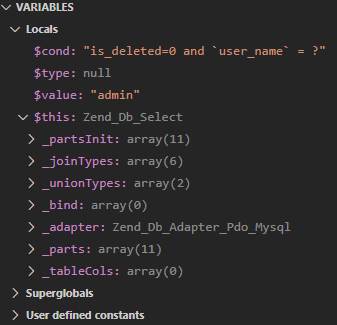 VARIABLES
Locals
$cond: "is_deleted=0 and `user_name` = ?"
$type: null
$value: "admin"
$this: Zend_Db_Select
_partsInit: array(11)
_joinTypes: array(6)
_unionTypes: array(2)
_bind: array(0)
_adapter: Zend_Db_Adapter_Pdo_Mysql
_parts: array(11)
_tableCols: array(0)
Superglobals
User defined constants